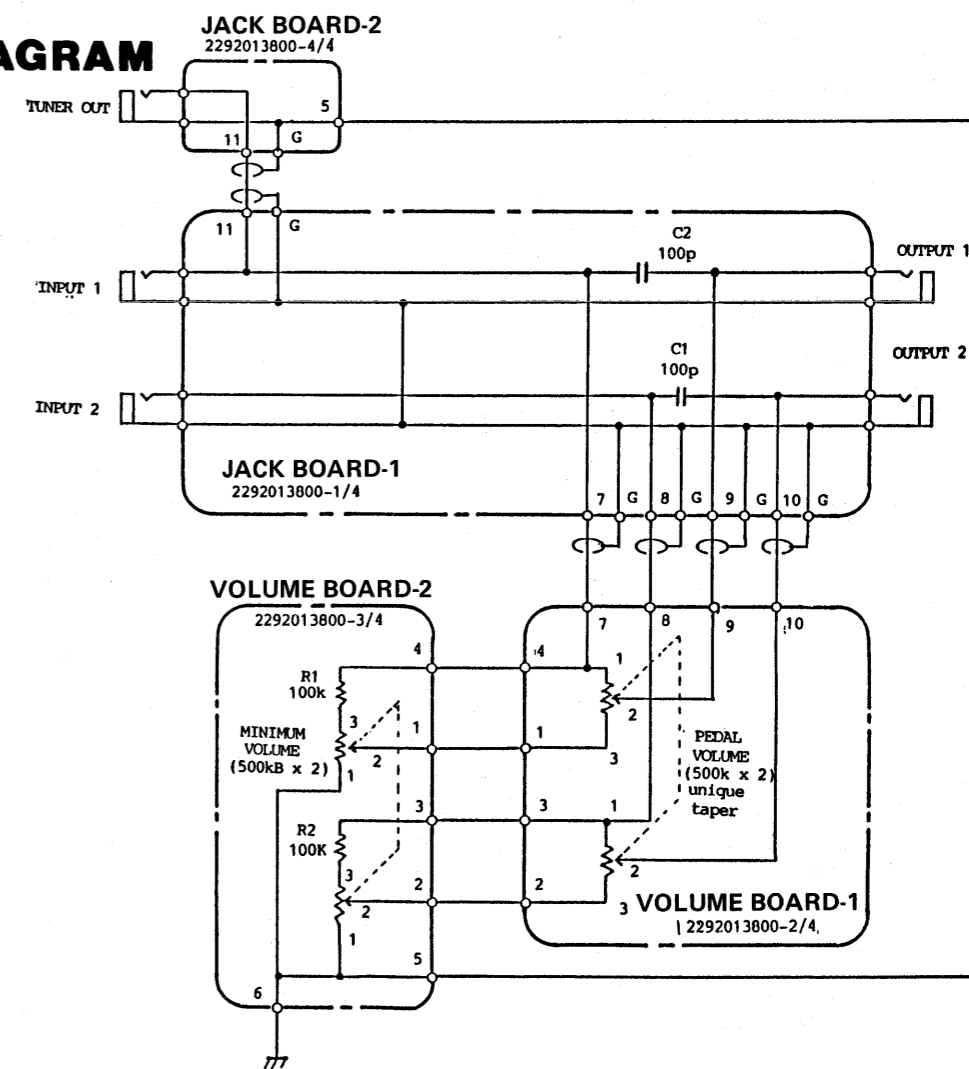 AGRAM
JACK BOARD-2
2292013800-4/4
TUNER OUT
5
11
G
11
G
C2
100p
INPUT 1
OUTPUT 1
C1
100p
OUTPUT 2
INPUT 2
JACK BOARD-1
2292013800-1/4
7 G 8 G 9 G 10 G
VOLUME BOARD-2
2292013800-3/4
7
8
9
10
4
4
1
R1
100k
3
2
MINIMUM
VOLUME
(500kB x 2)
1
1
2
3
1
PEDAL
VOLUME
(500k x 2)
unique
taper
3
3
1
R2
100K
3
2
2
2
2
3
1
VOLUME BOARD-1
2292013800-2/4
5
6